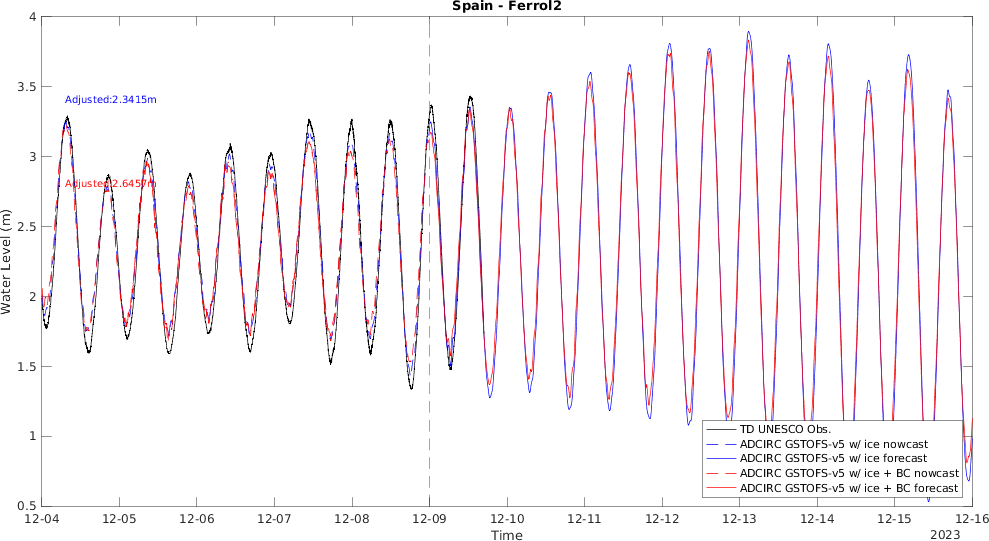 Spain - Ferrol2
4
3.5
3
2.5
2
1.5
1
0.5
Water Level (m)
Adjusted:2.3415m
Adjusted:2.6457m
TD UNESCO Obs.
ADCIRC GSTOFS-v5 w/ ice nowcast
ADCIRC GSTOFS-v5 w/ ice forecast
ADCIRC GSTOFS-v5 w/ ice + BC nowcast
ADCIRC GSTOFS-v5 w/ ice + BC forecast
12-04 12-05 12-06 12-07 12-08 12-09 12-10 12-11 12-12 12-13 12-14 12-15 12-16
Time
2023